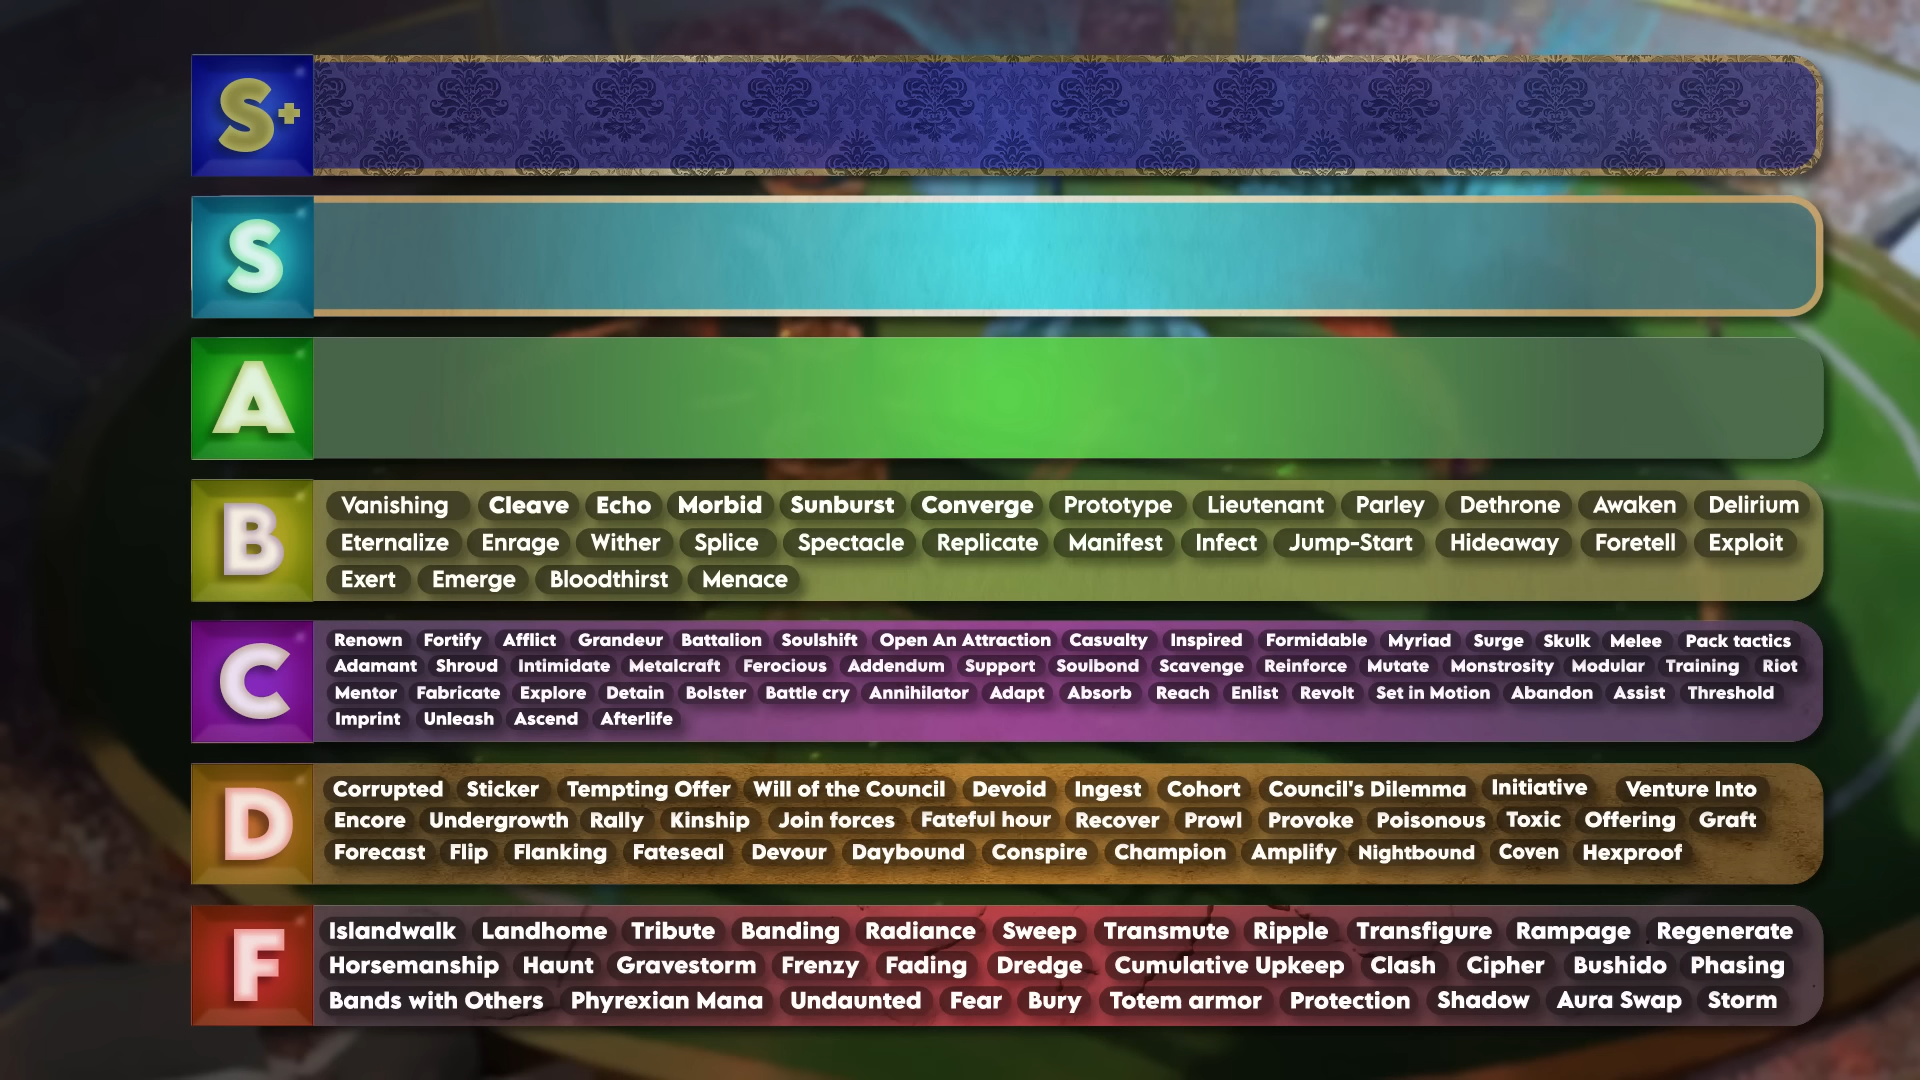 S+
S
A
B
Vanishing Cleave Echo Morbid Sunburst Converge Prototype Lieutenant Parley Dethrone Awaken Delirium
Eternalize Enrage Wither Splice Spectacle Replicate Manifest Infect Jump-Start Hideaway Foretell Exploit
Exert Emerge Bloodthirst Menace
C
Renown Fortify Afflict Grandeur Battalion Soulshift Open An Attraction Casualty Inspired Formidable Myriad Surge Skulk Melee Pack tactics
Adamant Shroud Intimidate Metalcraft Ferocious Addendum Support Soulbond Scavenge Reinforce Mutate Monstrosity Modular Training Riot
Mentor Fabricate Explore Detain Bolster Battle cry Annihilator Adapt Absorb Reach Enlist Revolt Set in Motion Abandon Assist Threshold
Imprint Unleash Ascend Afterlife
D
Corrupted Sticker Tempting Offer Will of the Council Devoid Ingest Cohort Council's Dilemma Initiative Venture Into
Encore Undergrowth Rally Kinship Join forces Fateful hour Recover Prowl Provoke Poisonous Toxic Offering Graft
Forecast Flip Flanking Fateseal Devour Daybound Conspire Champion Amplify Nightbound Coven Hexproof
F
Islandwalk Landhome Tribute Banding Radiance Sweep Transmute Ripple Transfigure Rampage Regenerate
Horsemanship Haunt Gravestorm Frenzy Fading Dredge Cumulative Upkeep Clash Cipher Bushido Phasing
Bands with Others Phyrexian Mana Undaunted Fear Bury Totem armor Protection Shadow Aura Swap Storm